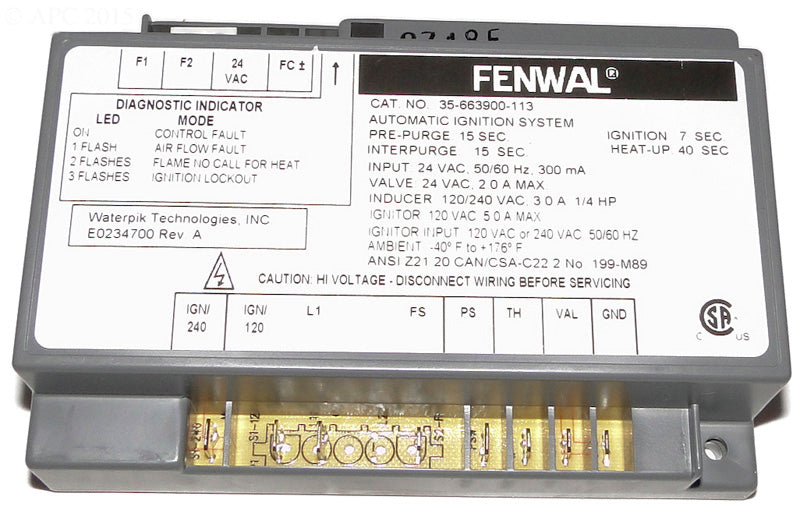 © APC 2015
F1 F2 24 VAC FC ±
FENWAL®
DIAGNOSTIC INDICATOR
LED MODE
ON CONTROL FAULT
1 FLASH AIR FLOW FAULT
2 FLASHES FLAME NO CALL FOR HEAT
3 FLASHES IGNITION LOCKOUT
Waterpik Technologies, INC
E0234700 Rev. A
CAT. NO. 35-663900-113
AUTOMATIC IGNITION SYSTEM
PRE-PURGE 15 SEC. IGNITION 7 SEC
INTERPURGE 15 SEC. HEAT-UP 40 SEC
INPUT: 24 VAC, 50/60 Hz, 300 mA
VALVE: 24 VAC, 2.0 A MAX.
INDUCER 120/240 VAC, 3.0 A 1/4 HP
IGNITOR 120 VAC 5.0 A MAX
IGNITOR INPUT 120 VAC or 240 VAC 50/60 HZ
AMBIENT -40° F to +176° F
ANSI Z21 20 CAN/CSA-C22 2 No 199-M89
CAUTION: HI VOLTAGE - DISCONNECT WIRING BEFORE SERVICING
IGN/ 240 IGN/ 120 L1 FS PS TH VAL GND
C US